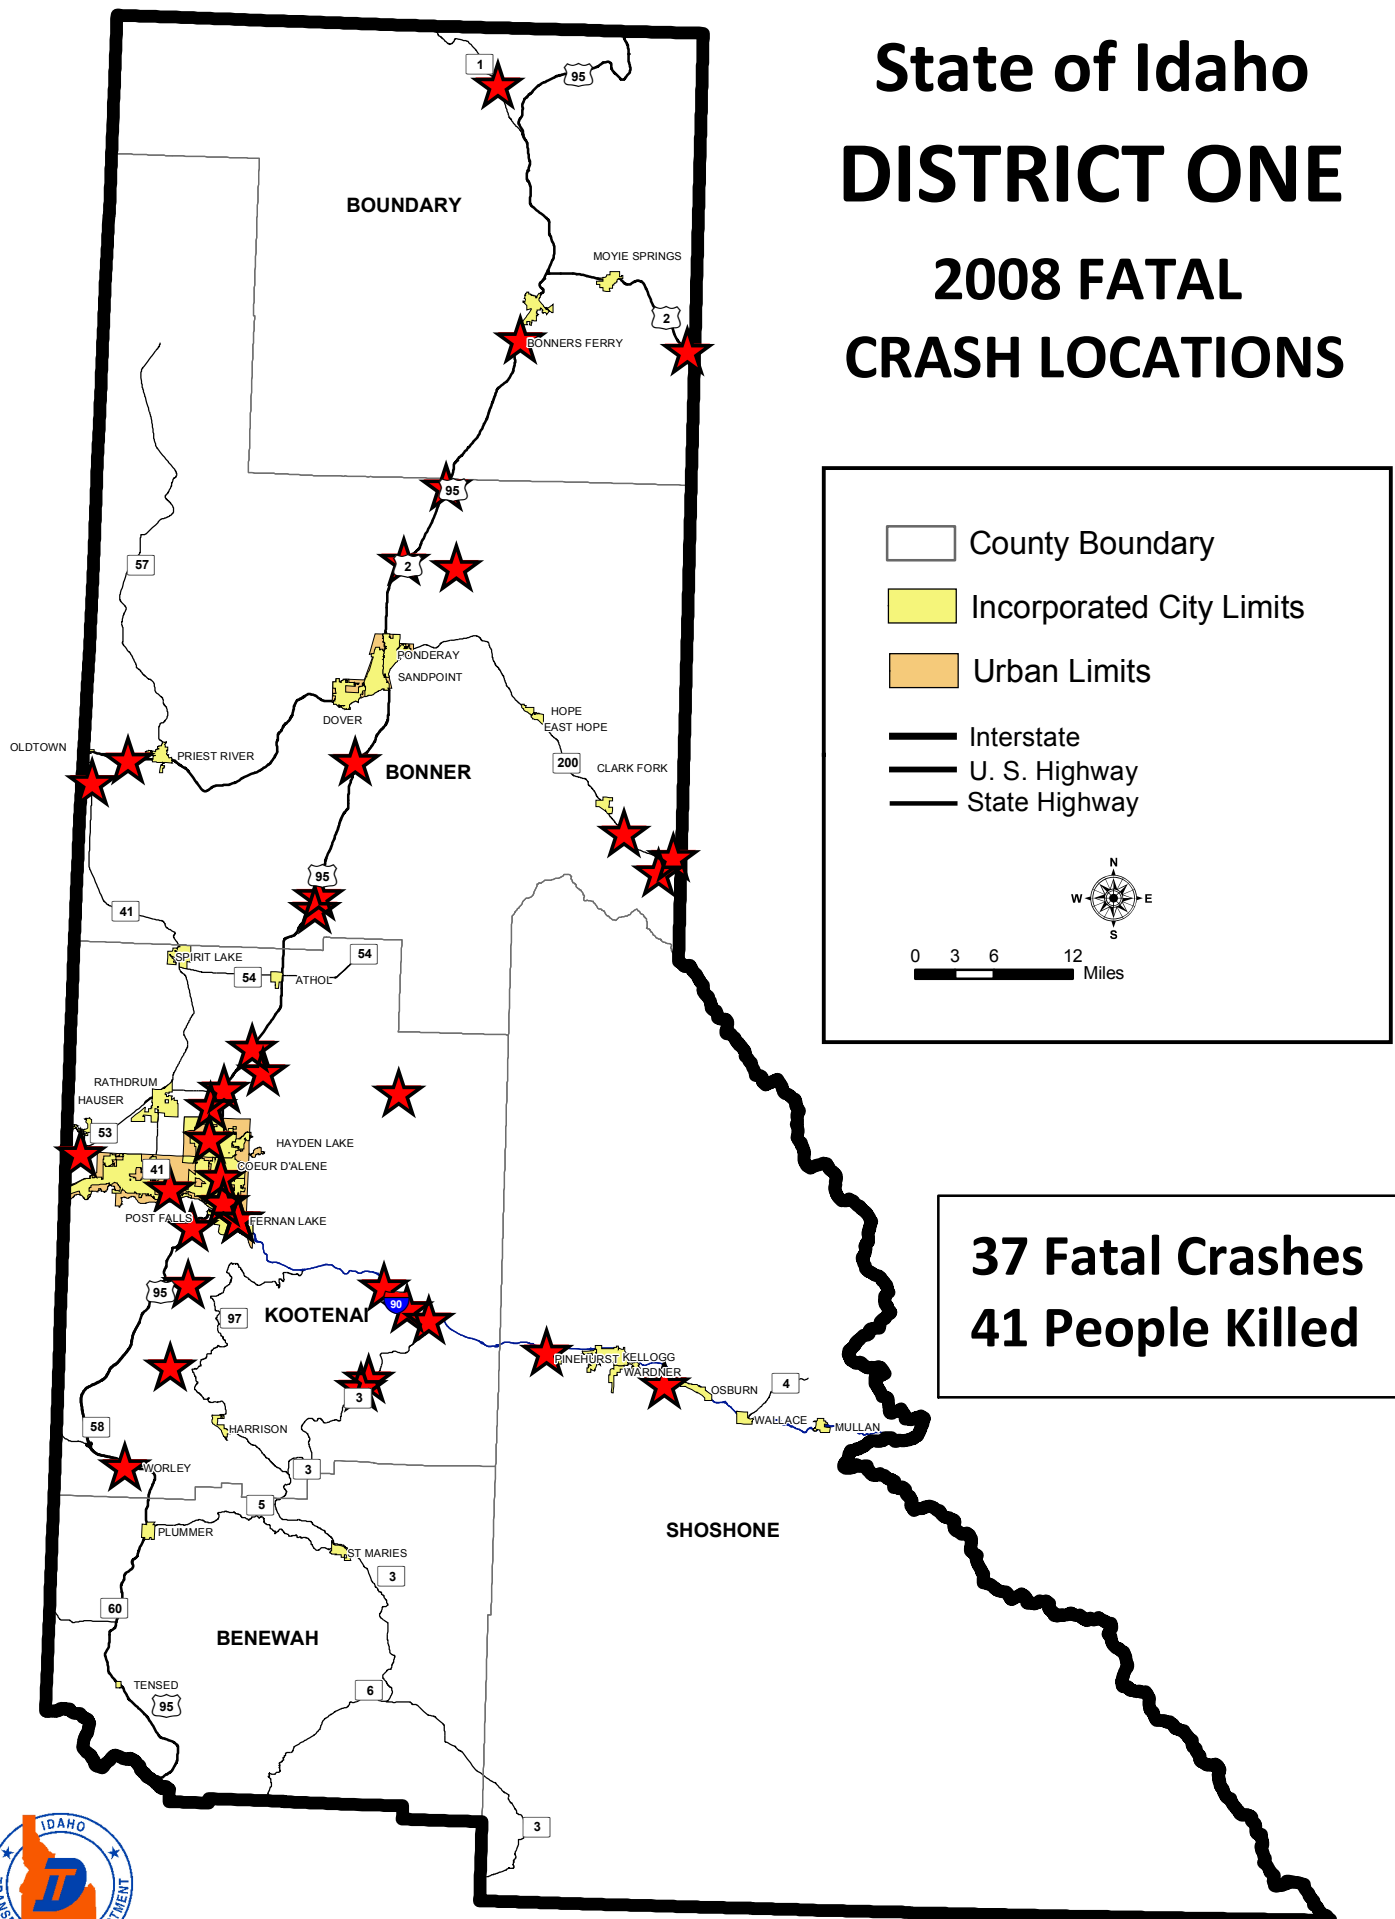 State of Idaho
DISTRICT ONE
2008 FATAL
CRASH LOCATIONS
1
95
BOUNDARY
MOYIE SPRINGS
2
BONNERS FERRY
95
2
57
PONDERAY
SANDPOINT
DOVER
HOPE
EAST HOPE
OLDTOWN
PRIEST RIVER
200
CLARK FORK
BONNER
95
41
SPIRIT LAKE
54
54
ATHOL
RATHDRUM
HAUSER
53
HAYDEN LAKE
COEUR D'ALENE
41
POST FALLS
FERNAN LAKE
95
97
KOOTENAI
90
PINEHURST
KELLOGG
WARDNER
3
OSBURN
4
WALLACE
MULLAN
58
HARRISON
WORLEY
3
5
PLUMMER
ST MARIES
3
SHOSHONE
60
BENEWAH
TENSED
95
6
3
County Boundary
Incorporated City Limits
Urban Limits
Interstate
U. S. Highway
State Highway
N
W
E
S
0 3 6 12
Miles
37 Fatal Crashes
41 People Killed
IDAHO